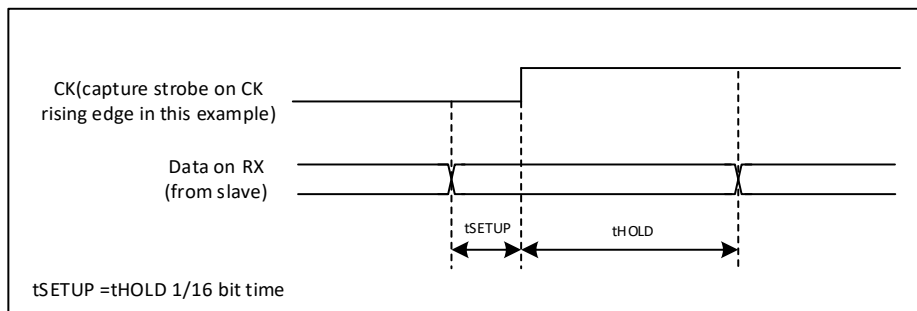 CK(capture strobe on CK
rising edge in this example)
Data on RX
(from slave)
tSETUP
tHOLD
tSETUP =tHOLD 1/16 bit time